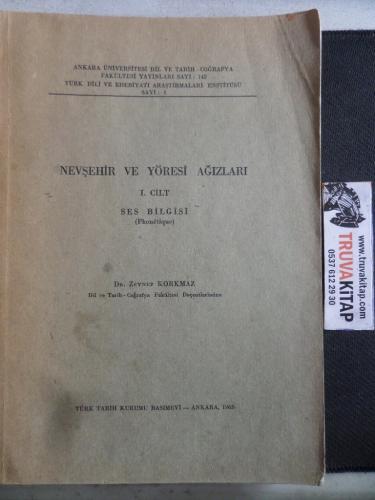 ANKARA ÜNİVERSİTESİ DİL VE TARİH-COĞRAFYA
FAKÜLTESİ YAYINLARI SAYI: 142
TÜRK DİLİ VE EDEBİYATI ARAŞTIRMALARI ENSTİTÜSÜ
SAYI:
NEVŞEHİR VE YÖRESİ AĞIZLARI
I. CİLT
SES BİLGİSİ
(Phonétique)
Dr. Zeynep KORKMAZ
Dil ve Tarih-Coğrafya Fakültesi Doçentlerinden
TÜRK TARİH KURUMU BASIMEVİ — ANKARA, 1963
www.truvakitap.com
TRUVAKİTAP
0537 612 29 30